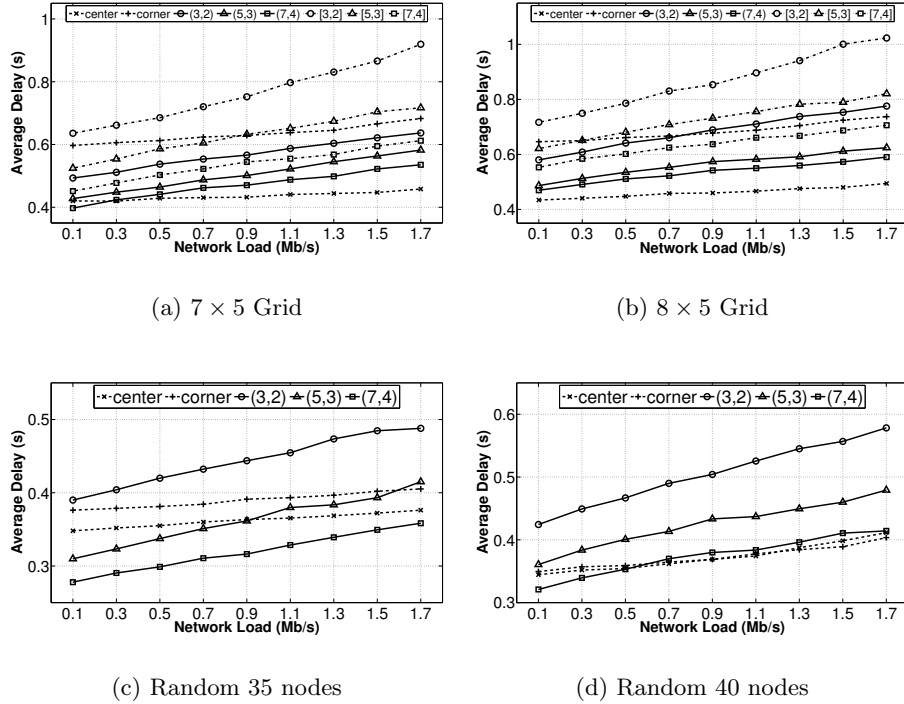 center corner (3,2) (5,3) (7,4) [3,2] [5,3] [7,4]
Average Delay (s)
1
0.8
0.6
0.4
0.1 0.3 0.5 0.7 0.9 1.1 1.3 1.5 1.7
Network Load (Mb/s)
(a) 7 × 5 Grid
center corner (3,2) (5,3) (7,4) [3,2] [5,3] [7,4]
Average Delay (s)
1
0.8
0.6
0.4
0.1 0.3 0.5 0.7 0.9 1.1 1.3 1.5 1.7
Network Load (Mb/s)
(b) 8 × 5 Grid
center corner (3,2) (5,3) (7,4)
Average Delay (s)
0.5
0.4
0.3
0.1 0.3 0.5 0.7 0.9 1.1 1.3 1.5 1.7
Network Load (Mb/s)
(c) Random 35 nodes
center corner (3,2) (5,3) (7,4)
Average Delay (s)
0.6
0.5
0.4
0.3
0.1 0.3 0.5 0.7 0.9 1.1 1.3 1.5 1.7
Network Load (Mb/s)
(d) Random 40 nodes